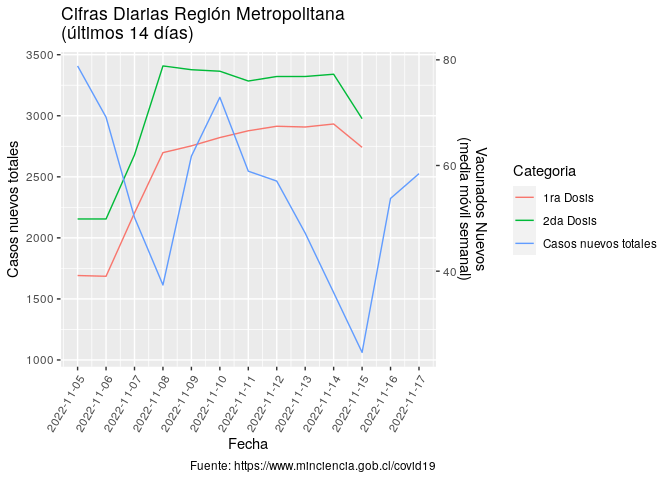 Cifras Diarias Región Metropolitana
(últimos 14 días)
Casos nuevos totales
3500
3000
2500
2000
1500
1000
80
60
40
Vacunados Nuevos
(media móvil semanal)
2022-11-05
2022-11-06
2022-11-07
2022-11-08
2022-11-09
2022-11-10
2022-11-11
2022-11-12
2022-11-13
2022-11-14
2022-11-15
2022-11-16
2022-11-17
Fecha
Categoria
1ra Dosis
2da Dosis
Casos nuevos totales
Fuente: https://www.minciencia.gob.cl/covid19